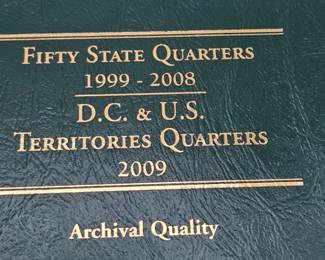 FIFTY STATE QUARTERS
1999 - 2008
D.C. & U.S.
TERRITORIES QUARTERS
2009
Archival Quality